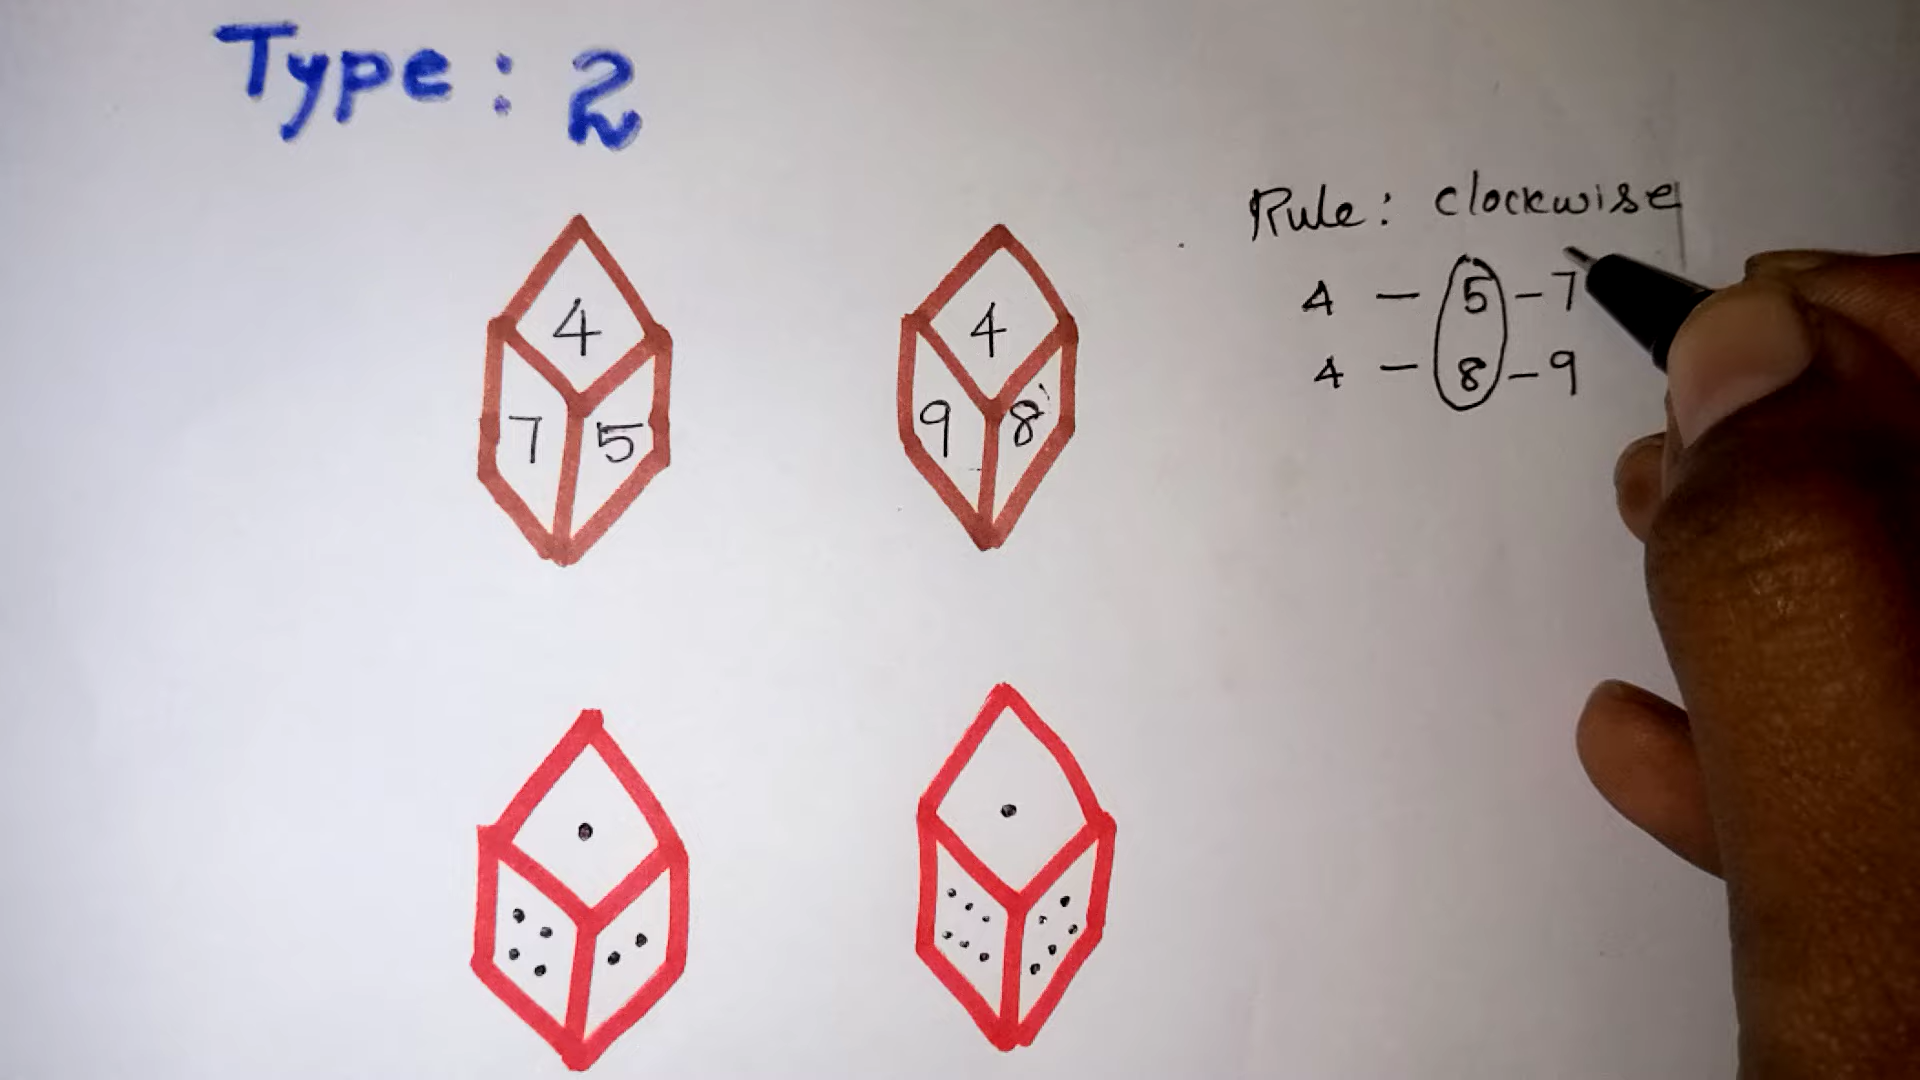 Type : 2
Rule : clockwise
4 — 5 — 7
4 — 8 — 9
4
7 5
4
9 8